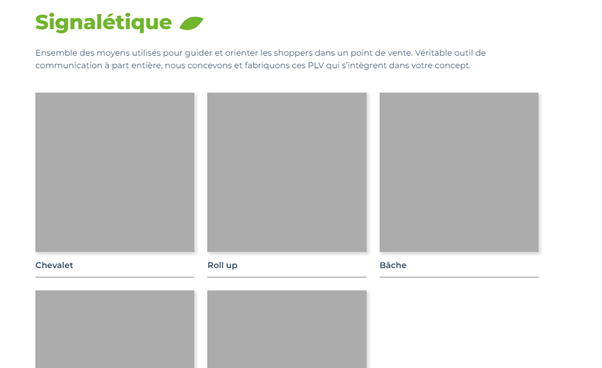 Signalétique
Ensemble des moyens utilisés pour guider et orienter les shoppers dans un point de vente. Véritable outil de
communication à part entière, nous concevons et fabriquons ces PLV qui s’intègrent dans votre concept.
Chevalet
Roll up
Bâche